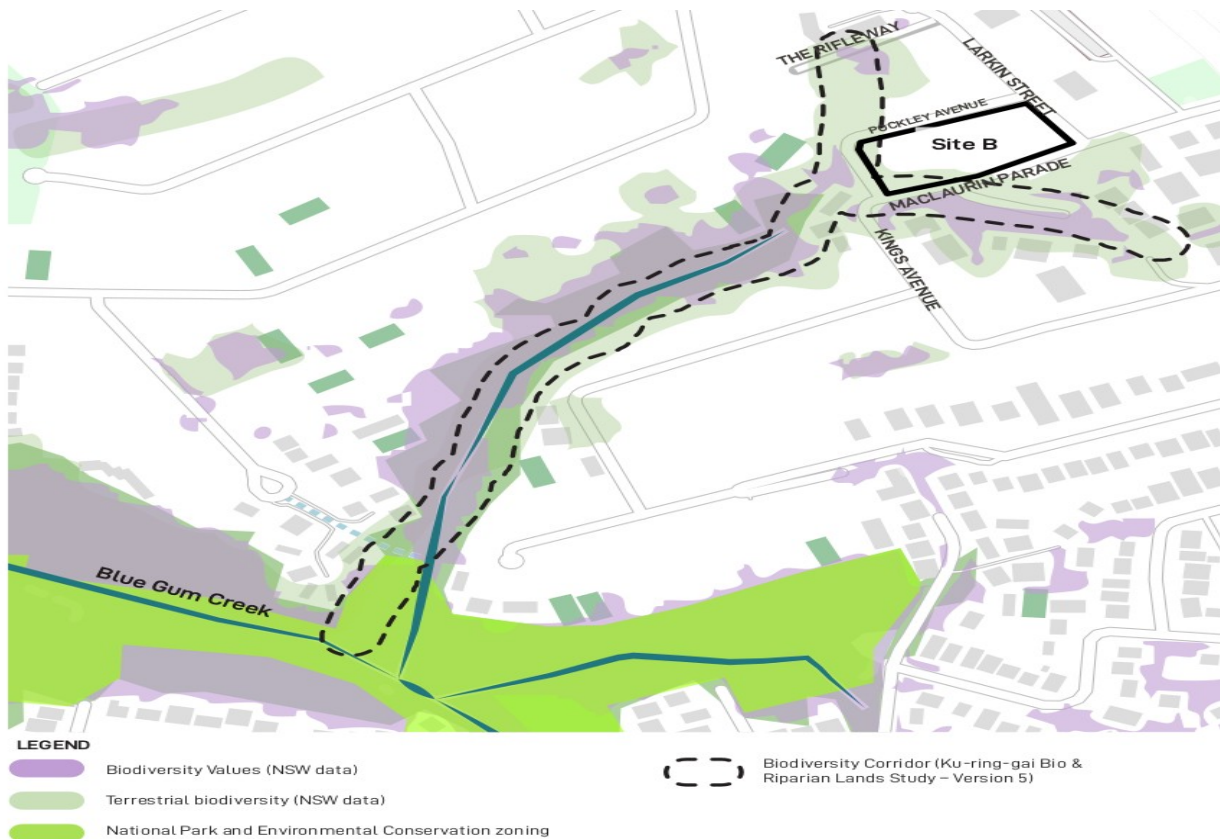 THE RIFLEWAY
LARKIN STREET
POCKLEY AVENUE
Site B
MACLAURIN PARADE
KINGS AVENUE
Blue Gum Creek
LEGEND
Biodiversity Values (NSW data)
Terrestrial biodiversity (NSW data)
National Park and Environmental Conservation zoning
Biodiversity Corridor (Ku-ring-gai Bio &
Riparian Lands Study – Version 5)